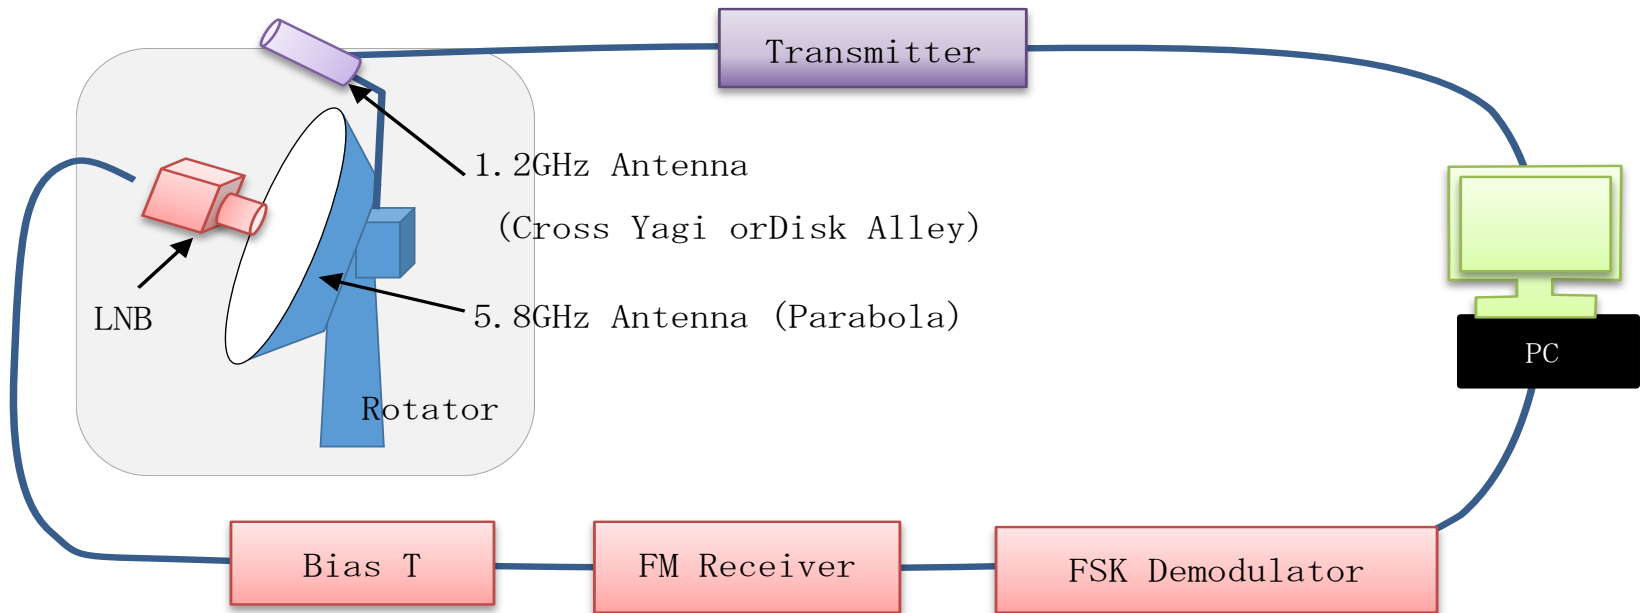 Transmitter
1.2GHz Antenna
(Cross Yagi orDisk Alley)
LNB
5.8GHz Antenna (Parabola)
PC
Rotator
Bias T
FM Receiver
FSK Demodulator